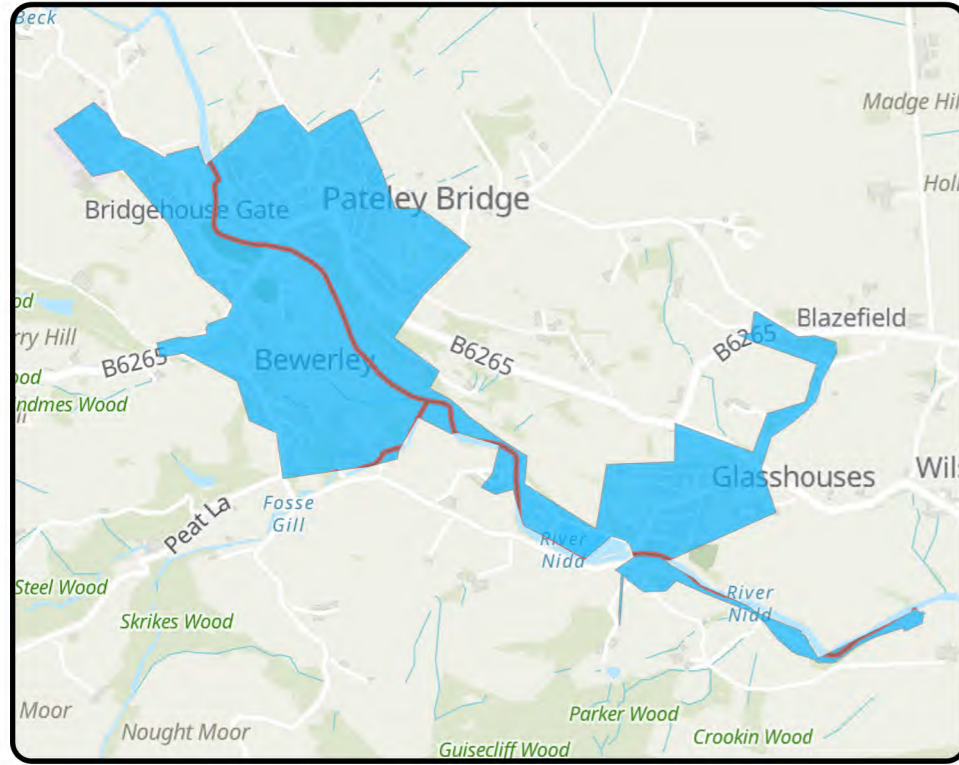 Beck
Madge Hil
Holl
Pateley Bridge
Bridgehouse Gate
od
rry Hill
Blazefield
B6265
B6265
B6265
Bewerley
ood
ndmes Wood
Glasshouses
Wils
Peat La
Fosse
Gill
River
Nidd
Steel Wood
River
Nidd
Skrikes Wood
Moor
Nought Moor
Parker Wood
Crookin Wood
Guisecliff Wood